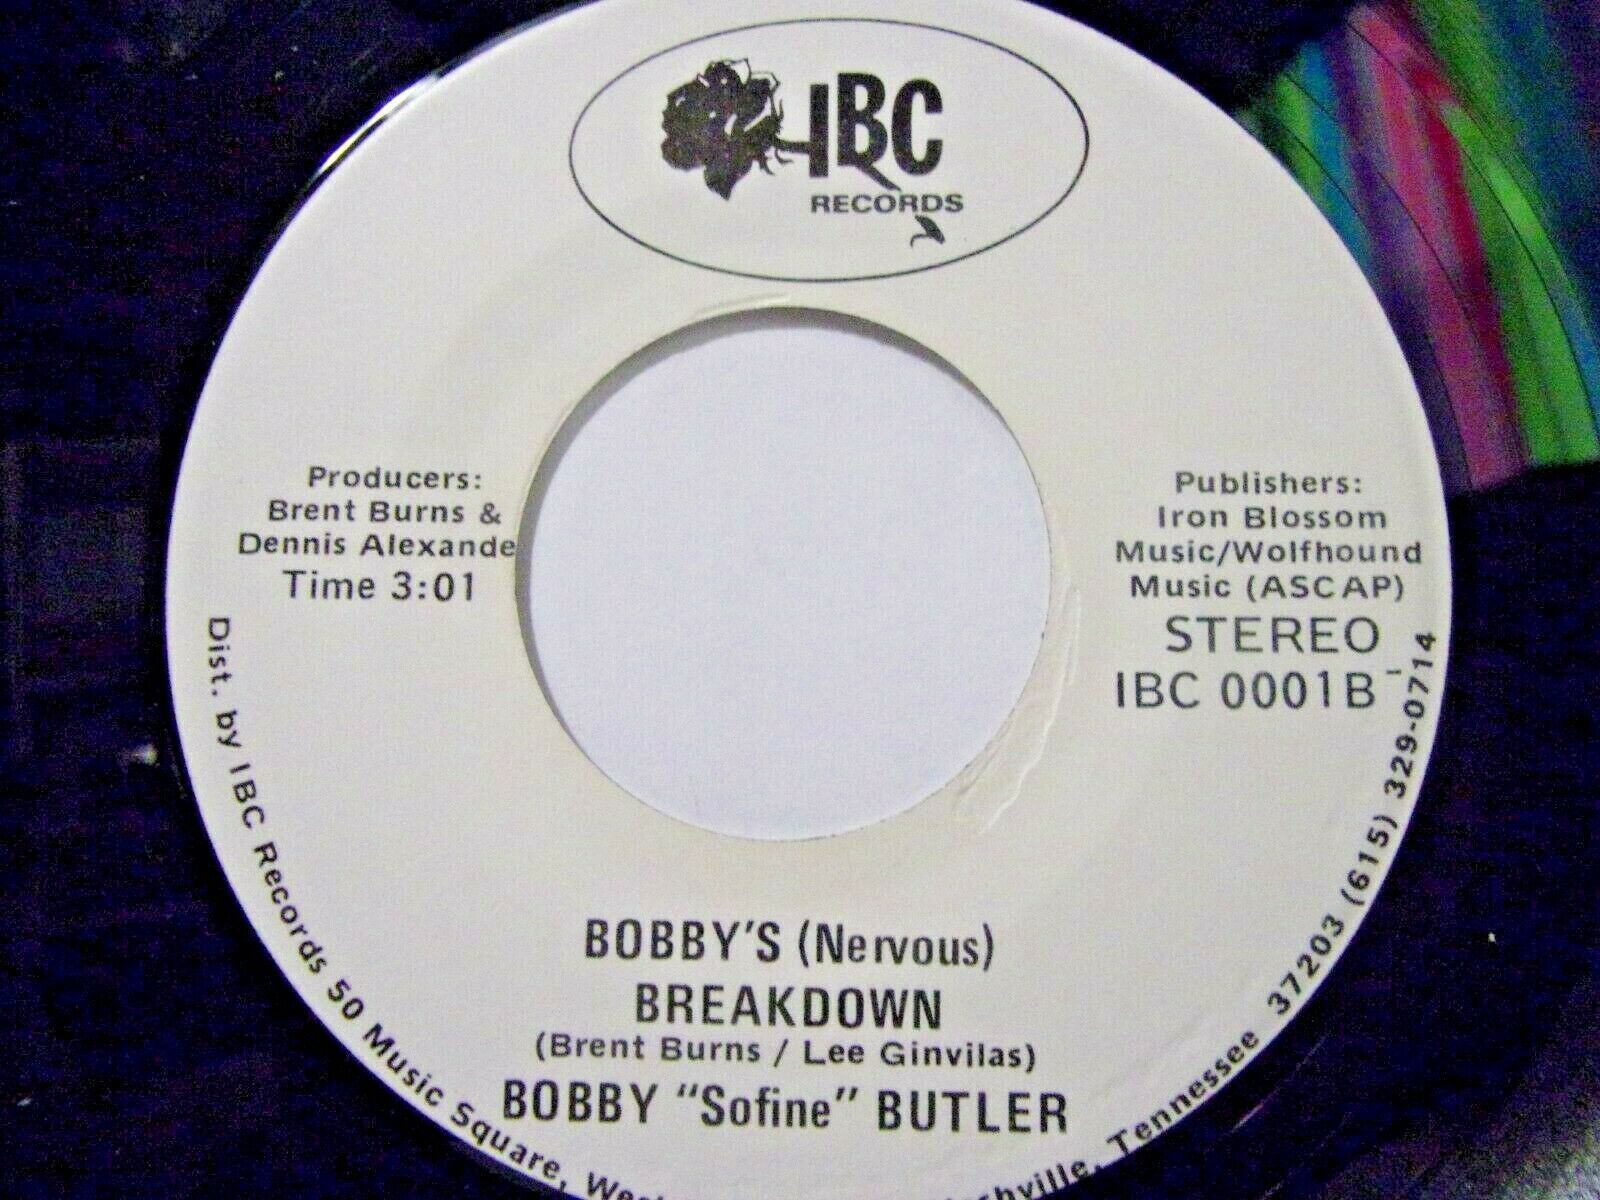 IBC
RECORDS
Producers:
Brent Burns &
Dennis Alexande
Time 3:01
Publishers:
Iron Blossom
Music/Wolfhound
Music (ASCAP)
STEREO
IBC 0001B
BOBBY'S (Nervous)
BREAKDOWN
(Brent Burns / Lee Ginvilas)
BOBBY "Sofine" BUTLER
Dist. by IBC Records 50 Music Square, Wes shville, Tennessee 37203 (615) 329-0714